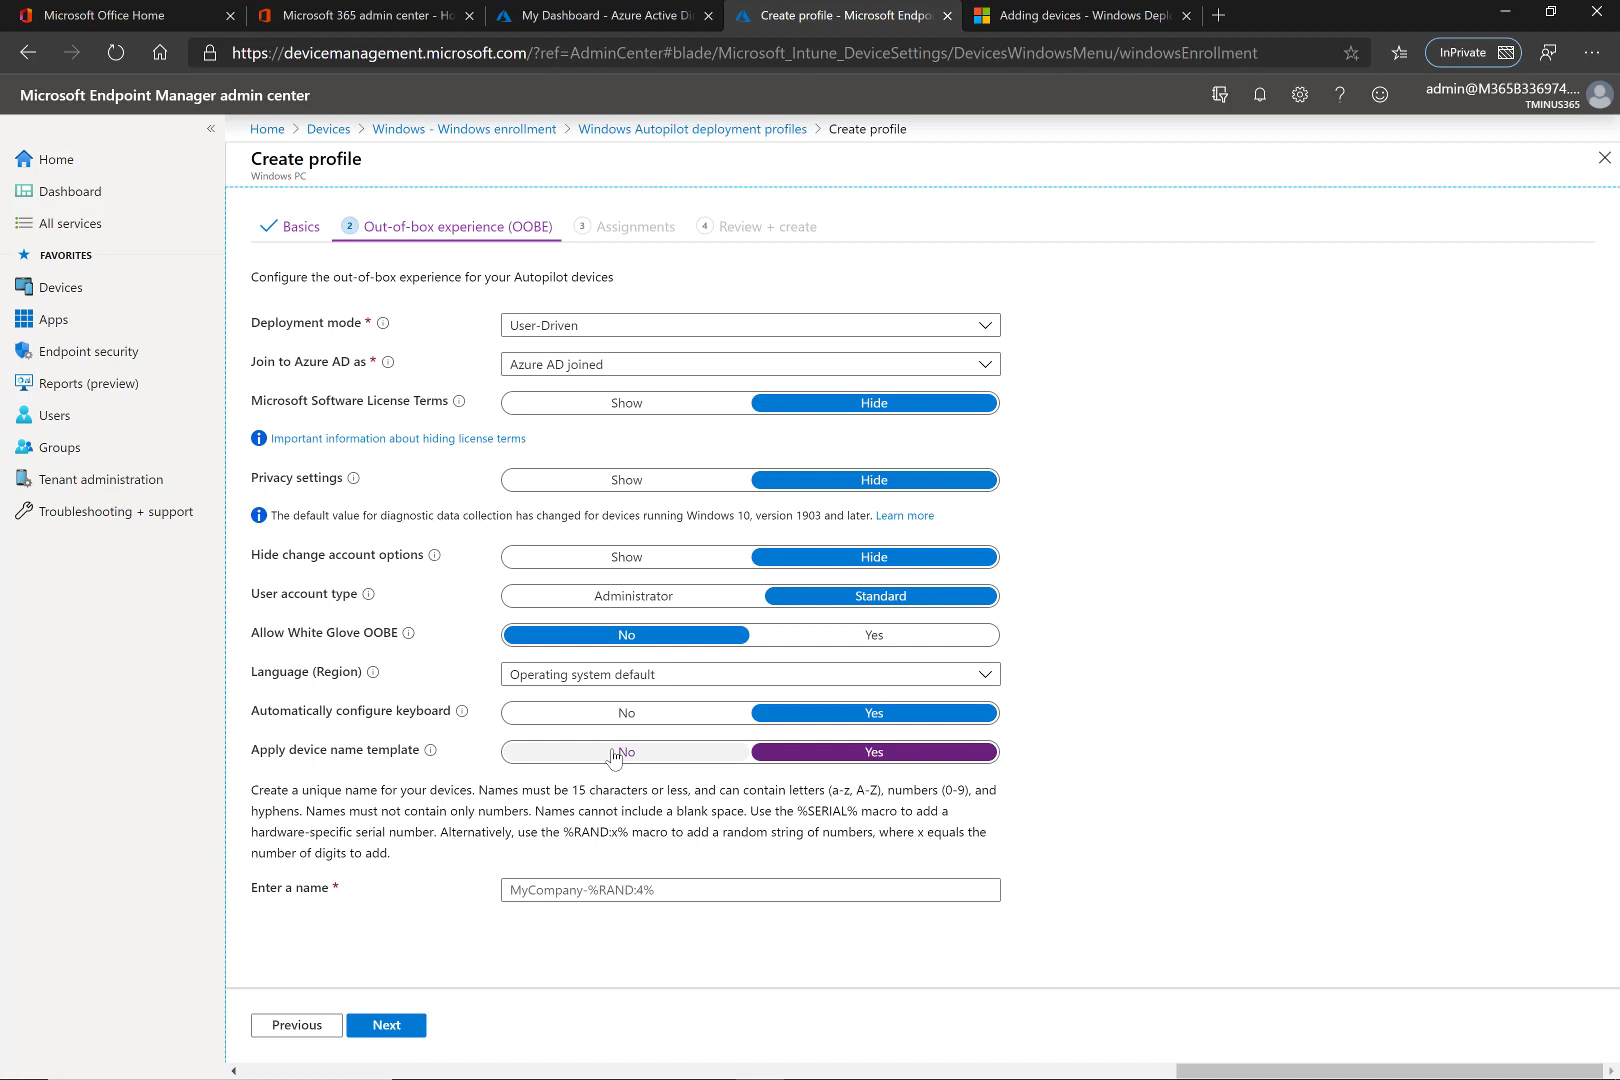 Microsoft Office Home
Microsoft 365 admin center - Ho
My Dashboard - Azure Active Di
Create profile - Microsoft Endpo
Adding devices - Windows Depl
https://devicemanagement.microsoft.com/?ref=AdminCenter#blade/Microsoft_Intune_DeviceSettings/DevicesWindowsMenu/windowsEnrollment
InPrivate
Microsoft Endpoint Manager admin center
admin@M365B336974....
TMINUS365
Home
Dashboard
All services
FAVORITES
Devices
Apps
Endpoint security
Reports (preview)
Users
Groups
Tenant administration
Troubleshooting + support
Home > Devices > Windows - Windows enrollment > Windows Autopilot deployment profiles > Create profile
Create profile
Windows PC
Basics
2 Out-of-box experience (OOBE)
3 Assignments
4 Review + create
Configure the out-of-box experience for your Autopilot devices
Deployment mode * User-Driven
Join to Azure AD as * Azure AD joined
Microsoft Software License Terms Show Hide
Important information about hiding license terms
Privacy settings Show Hide
The default value for diagnostic data collection has changed for devices running Windows 10, version 1903 and later. Learn more
Hide change account options Show Hide
User account type Administrator Standard
Allow White Glove OOBE No Yes
Language (Region) Operating system default
Automatically configure keyboard No Yes
Apply device name template No Yes
Create a unique name for your devices. Names must be 15 characters or less, and can contain letters (a-z, A-Z), numbers (0-9), and
hyphens. Names must not contain only numbers. Names cannot include a blank space. Use the %SERIAL% macro to add a
hardware-specific serial number. Alternatively, use the %RAND:x% macro to add a random string of numbers, where x equals the
number of digits to add.
Enter a name * MyCompany-%RAND:4%
Previous
Next